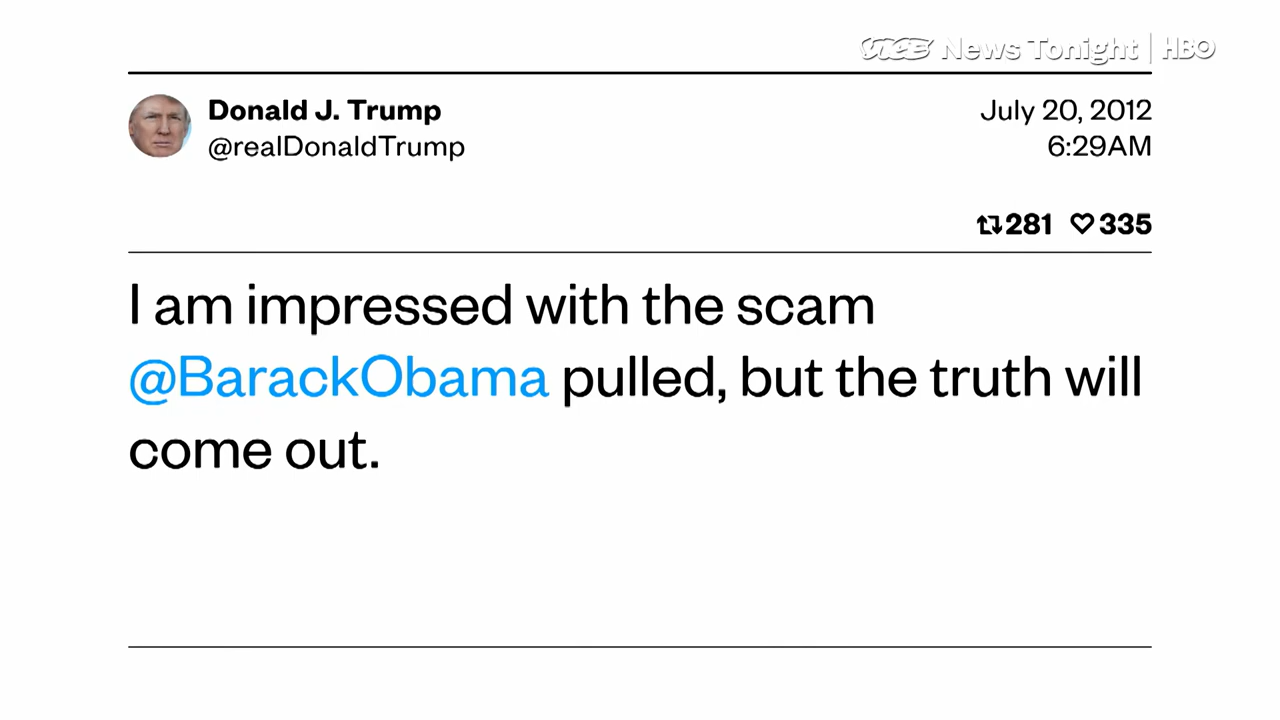 VICE News Tonight | HBO
Donald J. Trump
@realDonaldTrump
July 20, 2012
6:29AM
281 335
I am impressed with the scam
@BarackObama pulled, but the truth will
come out.